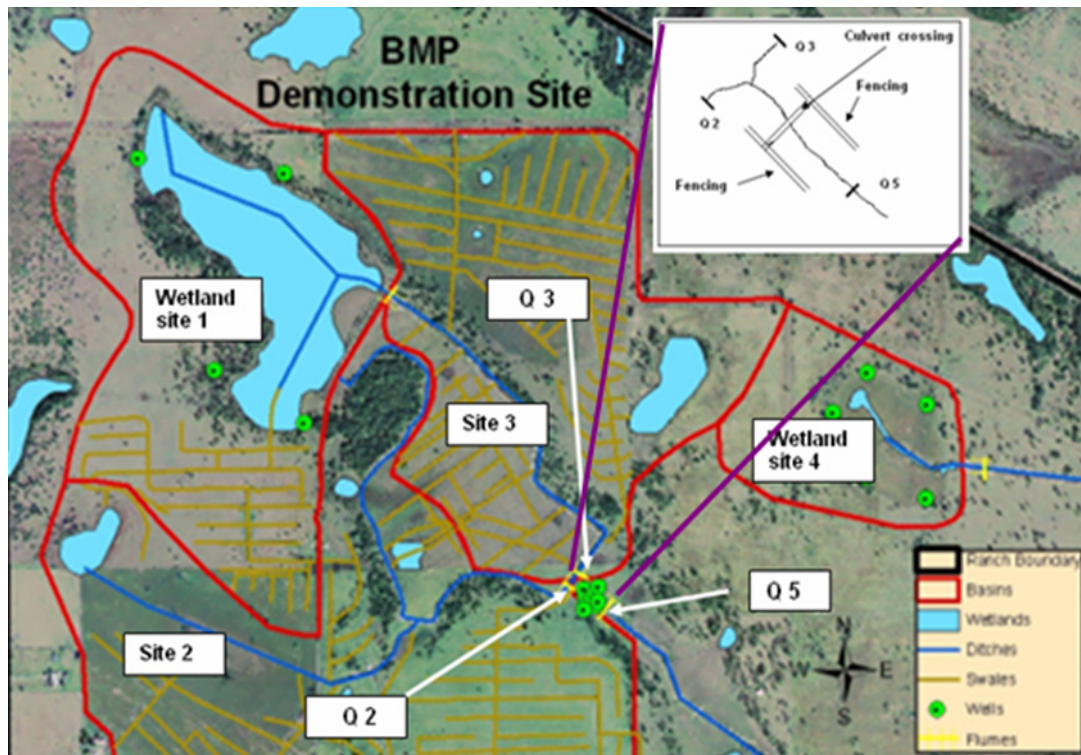 BMP
Demonstration Site
Q 3
Culvert crossing
Fencing
Q 2
Fencing
Q 5
Wetland
site 1
Q 3
Site 3
Wetland
site 4
Q 5
Site 2
Q 2
N
W
E
S
Ranch Boundary
Basins
Wetlands
Ditches
Swales
Wells
Flumes